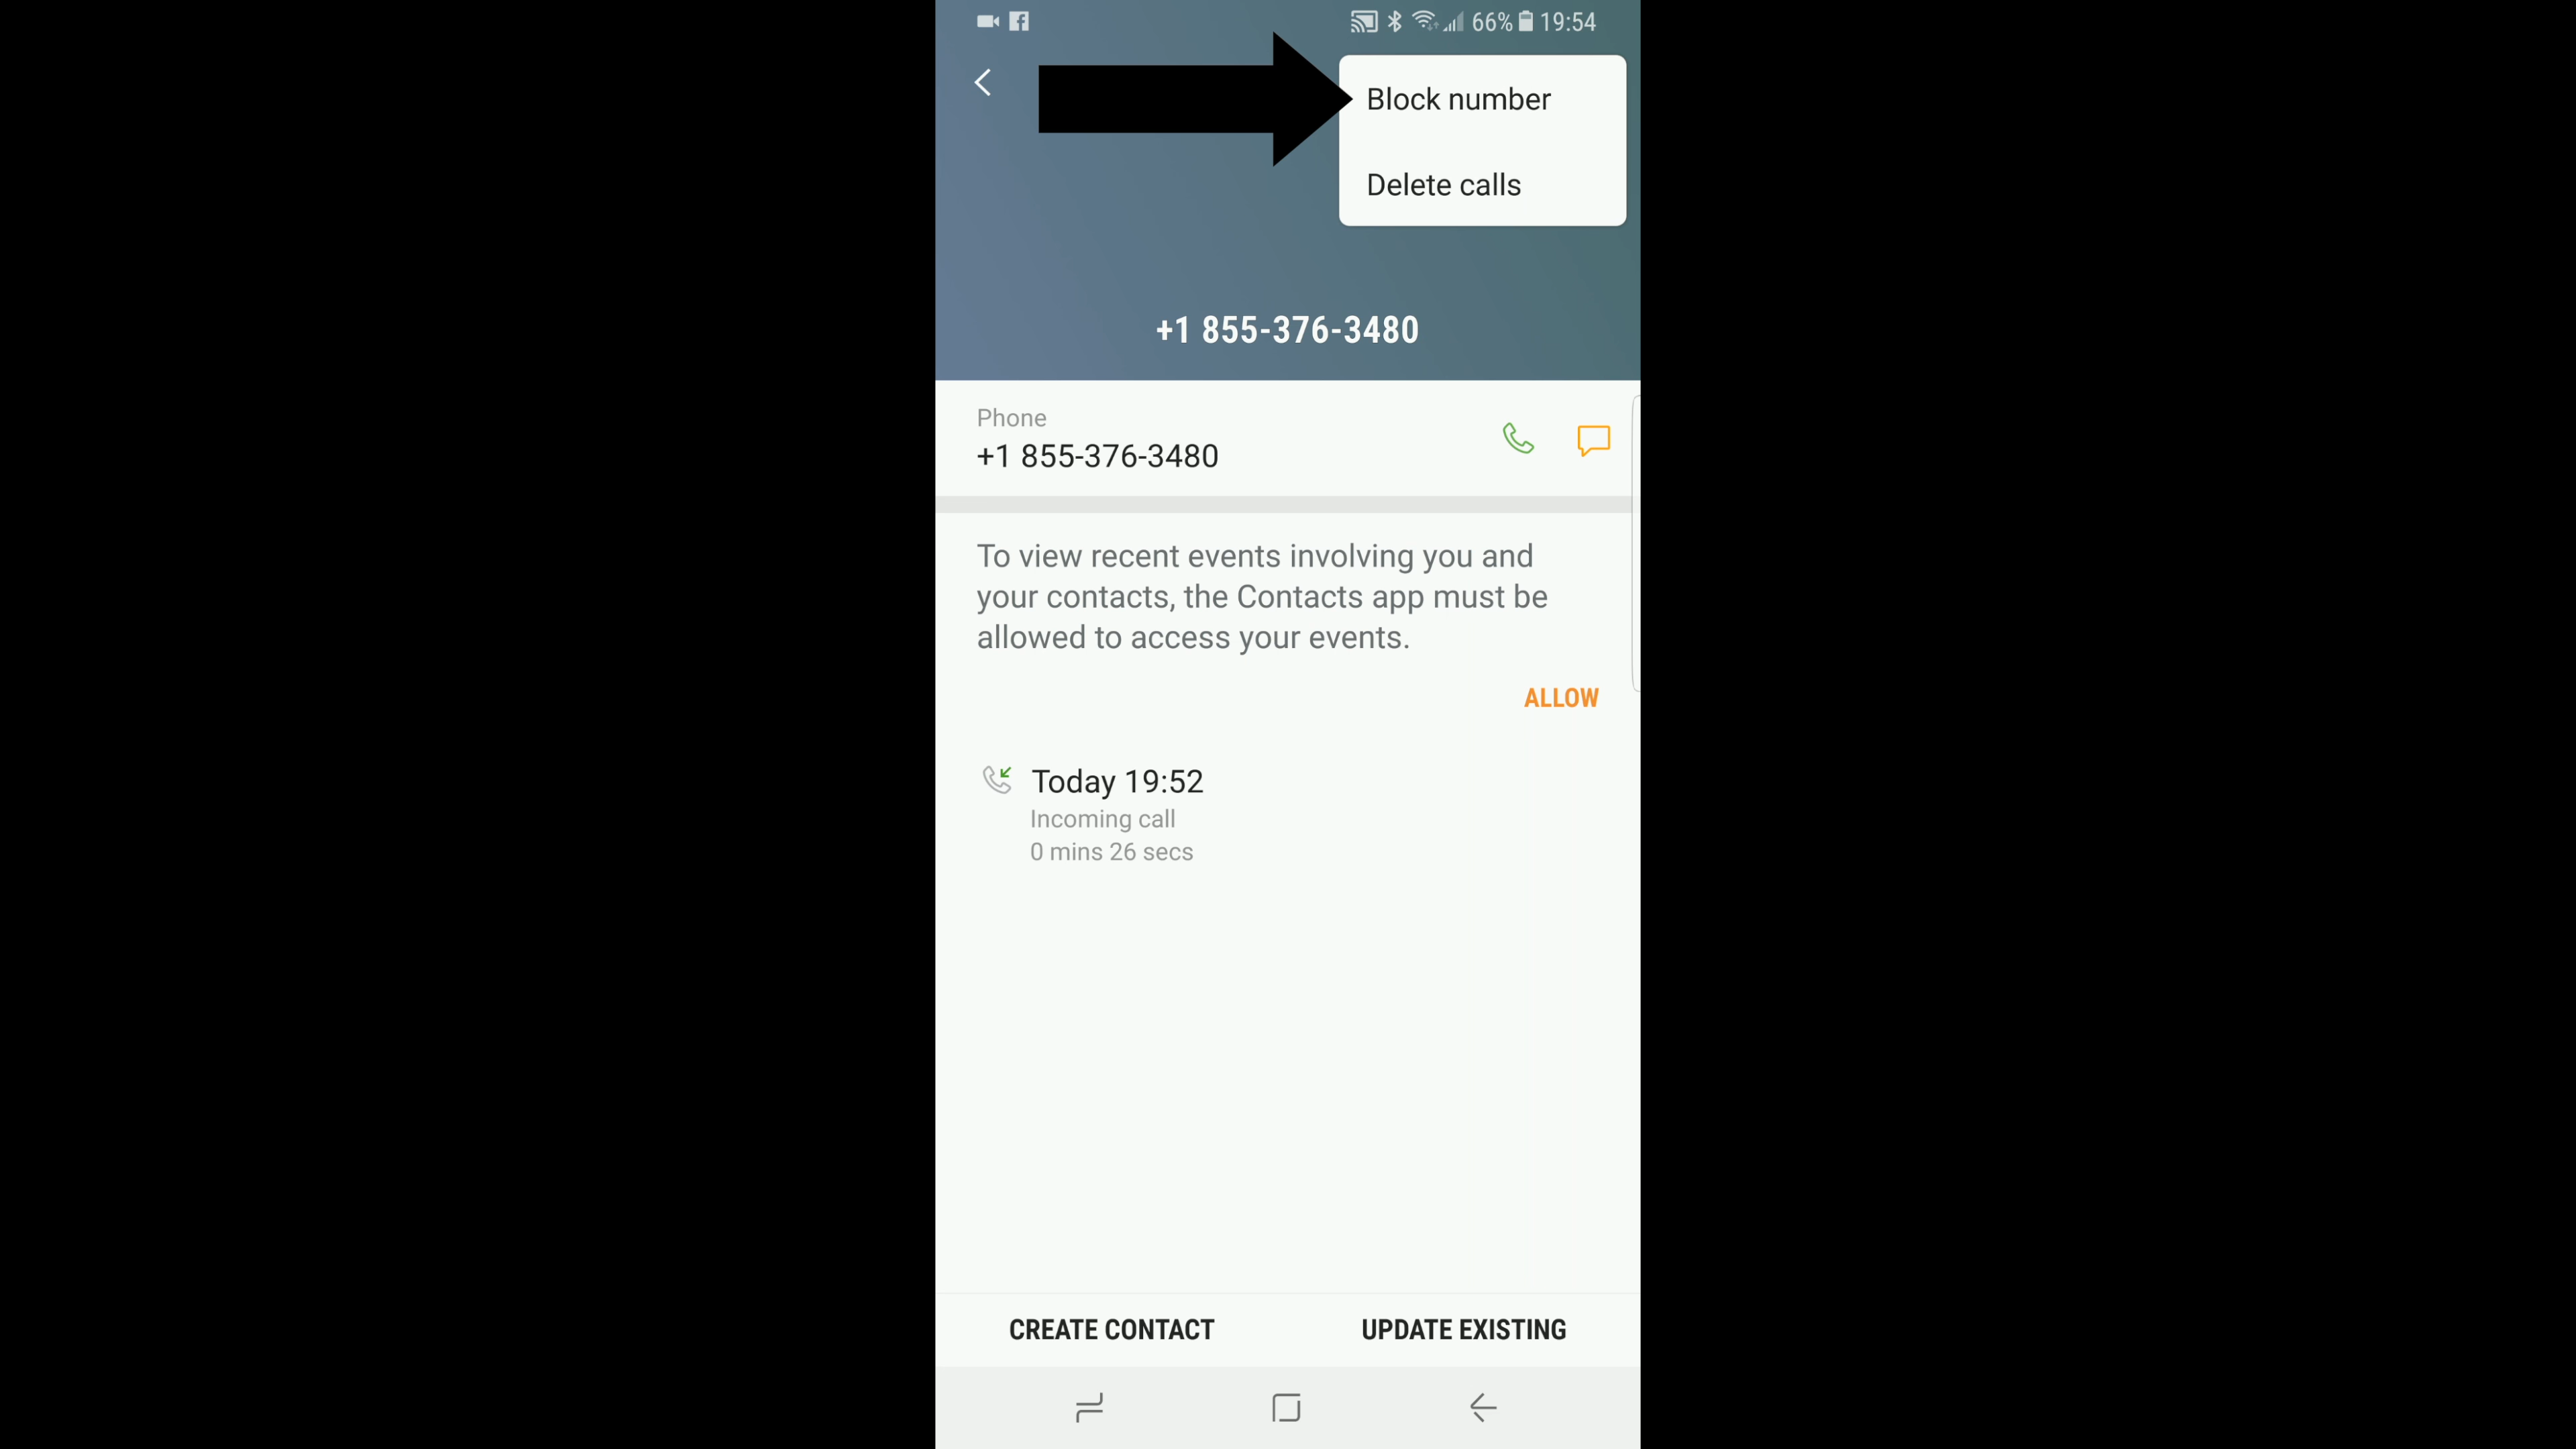 66% 19:54
Block number
Delete calls
+1 855-376-3480
Phone
+1 855-376-3480
To view recent events involving you and
your contacts, the Contacts app must be
allowed to access your events.
ALLOW
Today 19:52
Incoming call
0 mins 26 secs
CREATE CONTACT UPDATE EXISTING